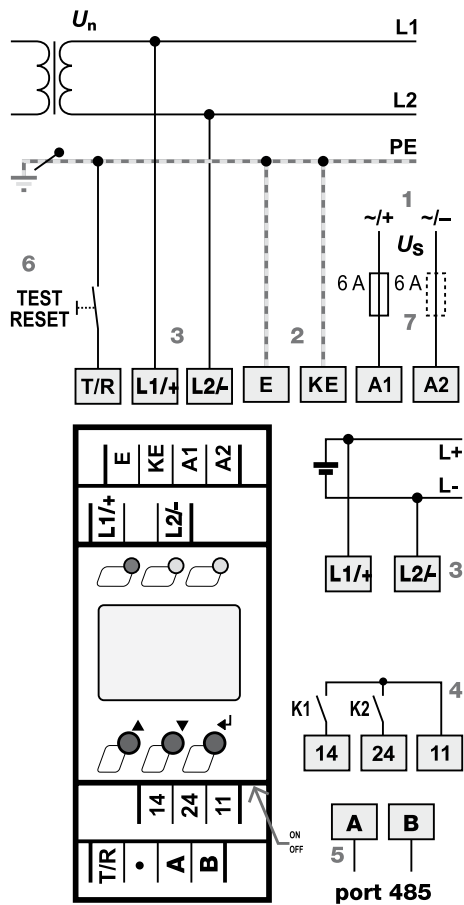 Un
L1
L2
PE
1
~/+
~/–
US
6
6 A
6 A
TEST
RESET
3
2
7
T/R
L1/+
L2/-
E
KE
A1
A2
E
KE
A1
A2
L+
L-
L1/+
L2/-
L1/+
L2/-
3
4
K1
K2
14
24
11
14
24
11
A
B
ON
OFF
5
T/R
•
A
B
port 485